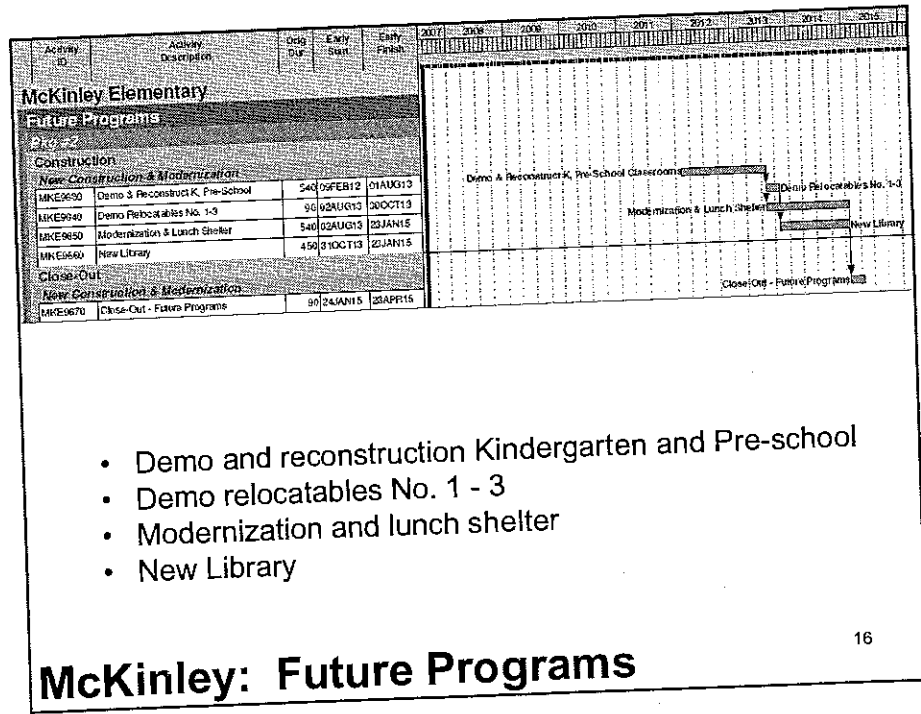 Activity ID Activity Description Orig Dur Early Start Early Finish 2007 2008 2009 2010 2011 2012 2013 2014 2015
McKinley Elementary
Future Programs
Construction
New Construction & Modernization
MKE9630 Demo & Reconstruct K, Pre-School 540 09FEB12 01AUG13 Demo & Reconstruct K, Pre-School Classrooms
MKE9640 Demo Relocatables No. 1-3 90 02AUG13 30OCT13 Demo Relocatables No. 1-3
MKE9650 Modernization & Lunch Shelter 540 02AUG13 23JAN15 Modernization & Lunch Shelter
MKE9660 New Library 450 31OCT13 23JAN15 New Library
Close-Out
New Construction & Modernization
MKE9670 Close-Out - Future Programs 90 24JAN15 23APR15 Close-Out - Future Programs
• Demo and reconstruction Kindergarten and Pre-school
• Demo relocatables No. 1 - 3
• Modernization and lunch shelter
• New Library
16
McKinley: Future Programs